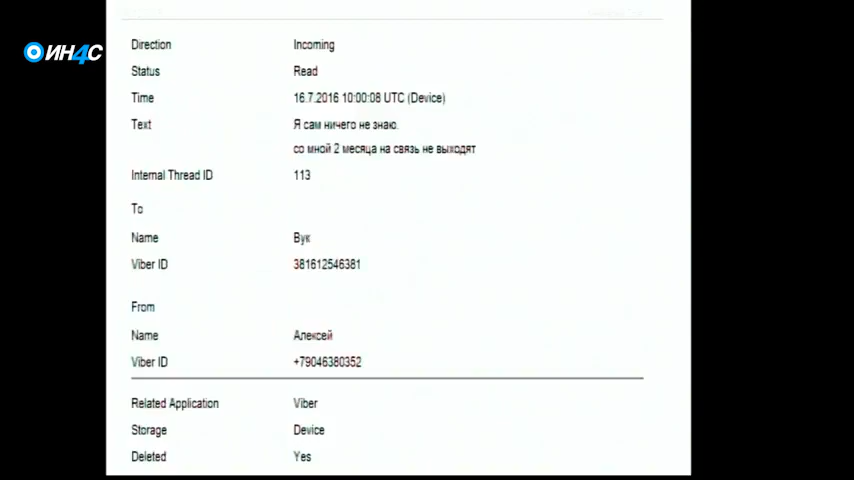 ИН4С
Direction Incoming
Status Read
Time 16.7.2016 10:00:08 UTC (Device)
Text Я сам ничего не знаю.
со мной 2 месяца на связь не выходят
Internal Thread ID 113
To
Name Вук
Viber ID 381612546381
From
Name Алексей
Viber ID +79046380352
Related Application Viber
Storage Device
Deleted Yes